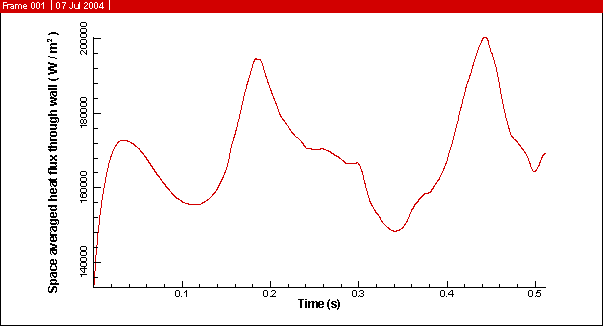 Frame 001 | 07 Jul 2004 |
Space averaged heat flux through wall ( W / m² )
200000
180000
160000
140000
0.1 0.2 0.3 0.4 0.5
Time (s)